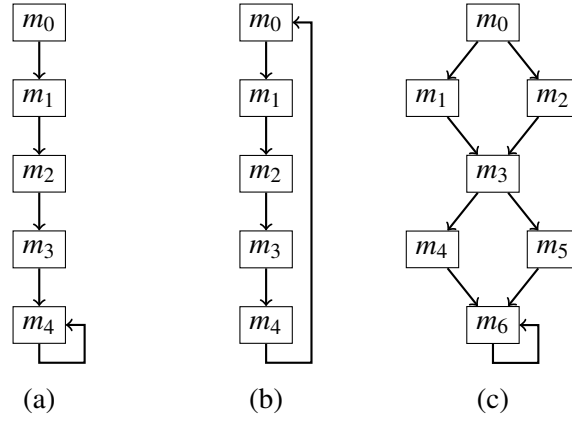 m₀ m₀ m₀
m₁ m₁ m₁ m₂
m₂ m₂ m₃
m₃ m₃ m₄ m₅
m₄ m₄ m₆
(a) (b) (c)